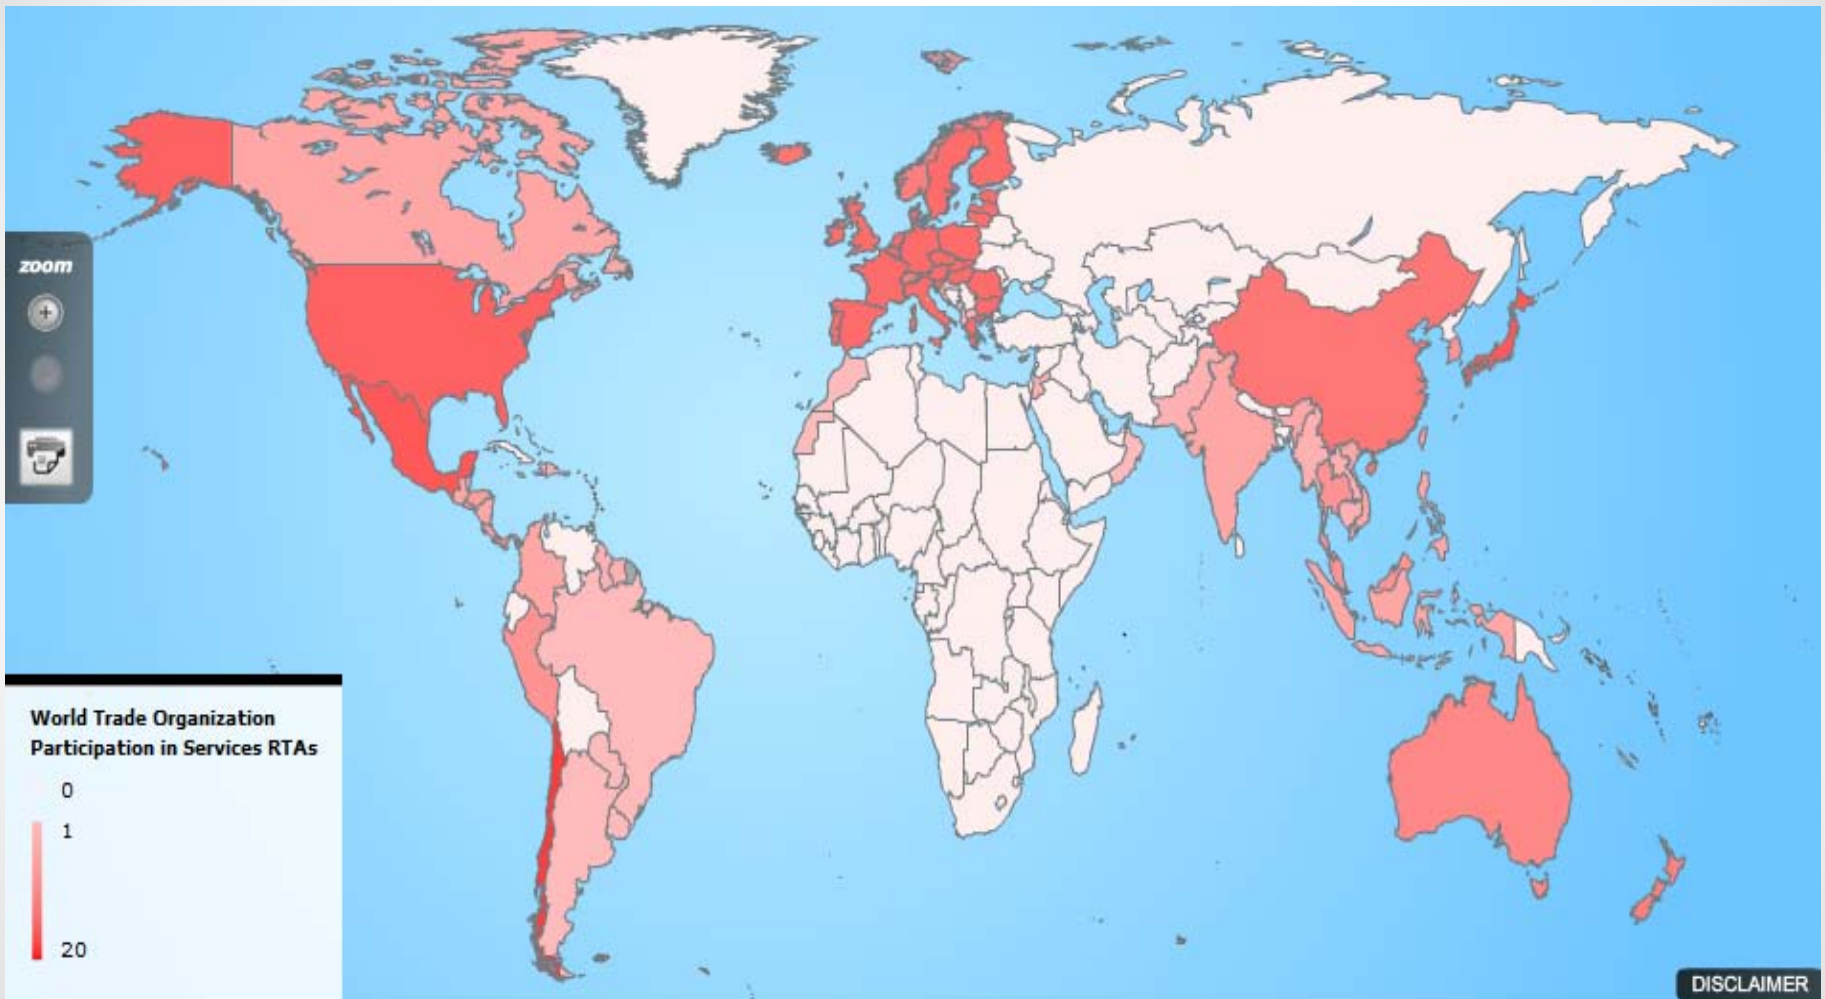 zoom
World Trade Organization
Participation in Services RTAs
0
1
20
DISCLAIMER